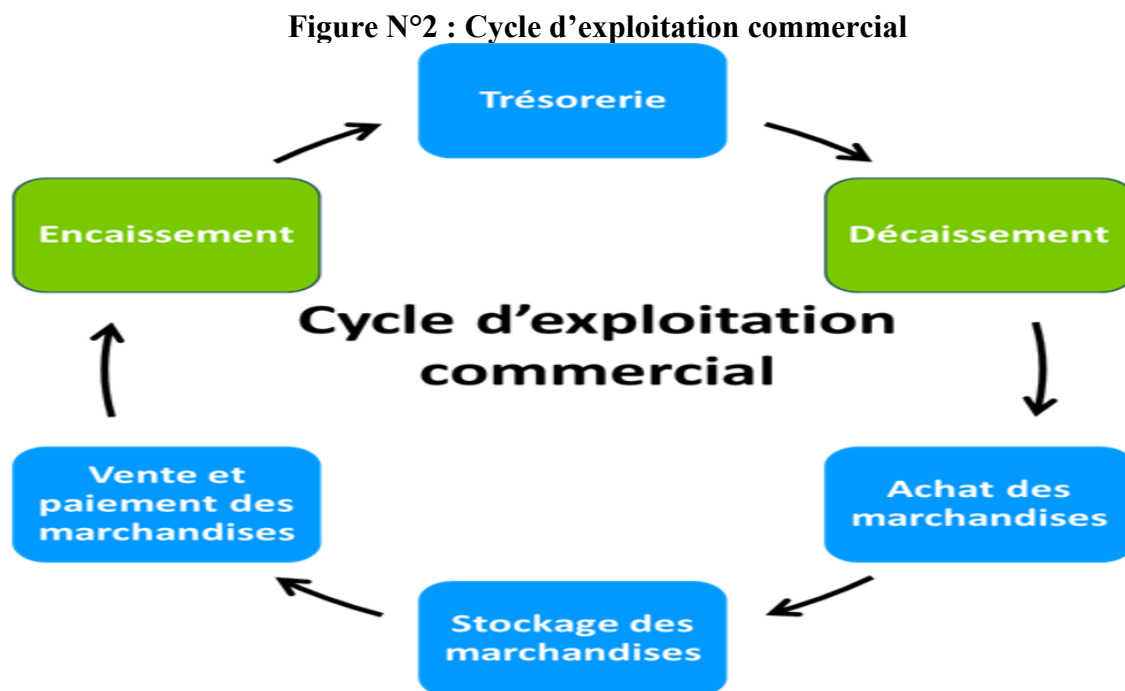 Figure N°2 : Cycle d’exploitation commercial
Trésorerie
Encaissement
Décaissement
Cycle d’exploitation
commercial
Vente et
paiement des
marchandises
Achat des
marchandises
Stockage des
marchandises